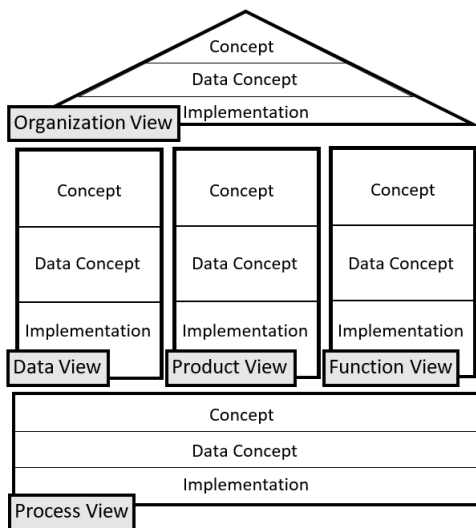 Concept
Data Concept
Implementation
Organization View
Concept
Data Concept
Implementation
Data View
Concept
Data Concept
Implementation
Product View
Concept
Data Concept
Implementation
Function View
Concept
Data Concept
Implementation
Process View